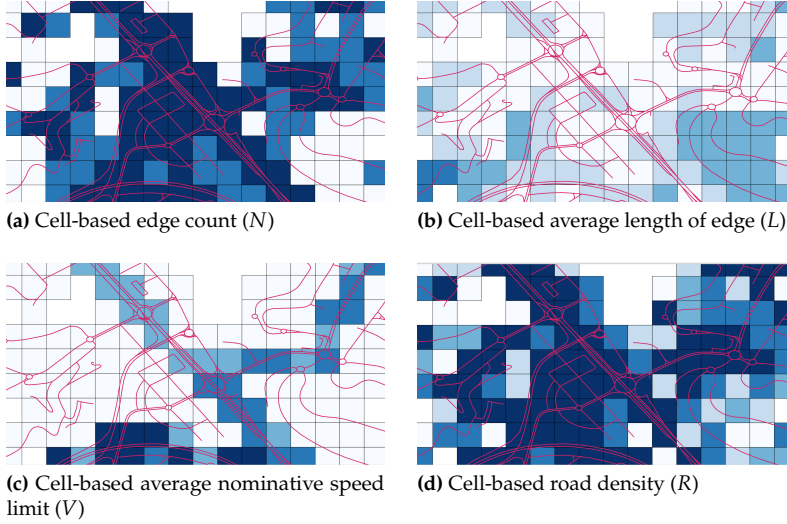 (a) Cell-based edge count (N)
(b) Cell-based average length of edge (L)
(c) Cell-based average nominative speed
limit (V)
(d) Cell-based road density (R)